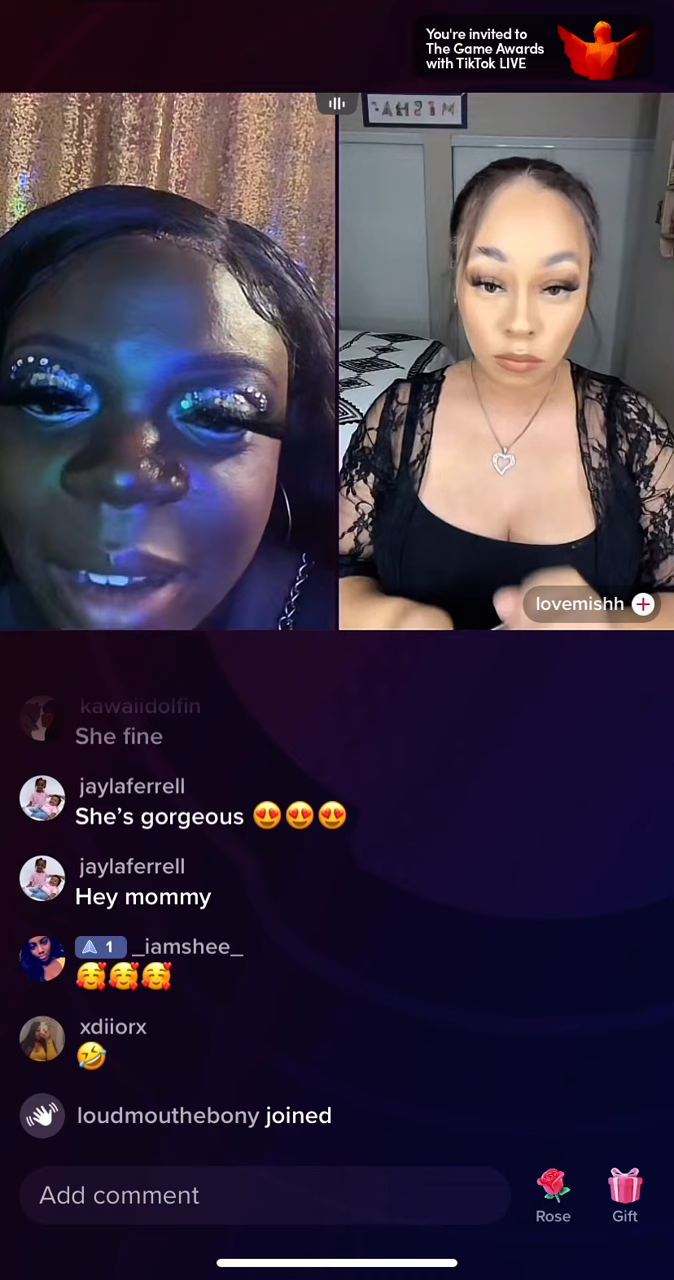 You're invited to
The Game Awards
with TikTok LIVE
MISHA
lovemishh
kawaiidolfin
She fine
jaylaferrell
She’s gorgeous 😍😍😍
jaylaferrell
Hey mommy
1 _iamshee_
🥰🥰🥰
xdiiorx
🤣
loudmouthebony joined
Add comment
Rose
Gift